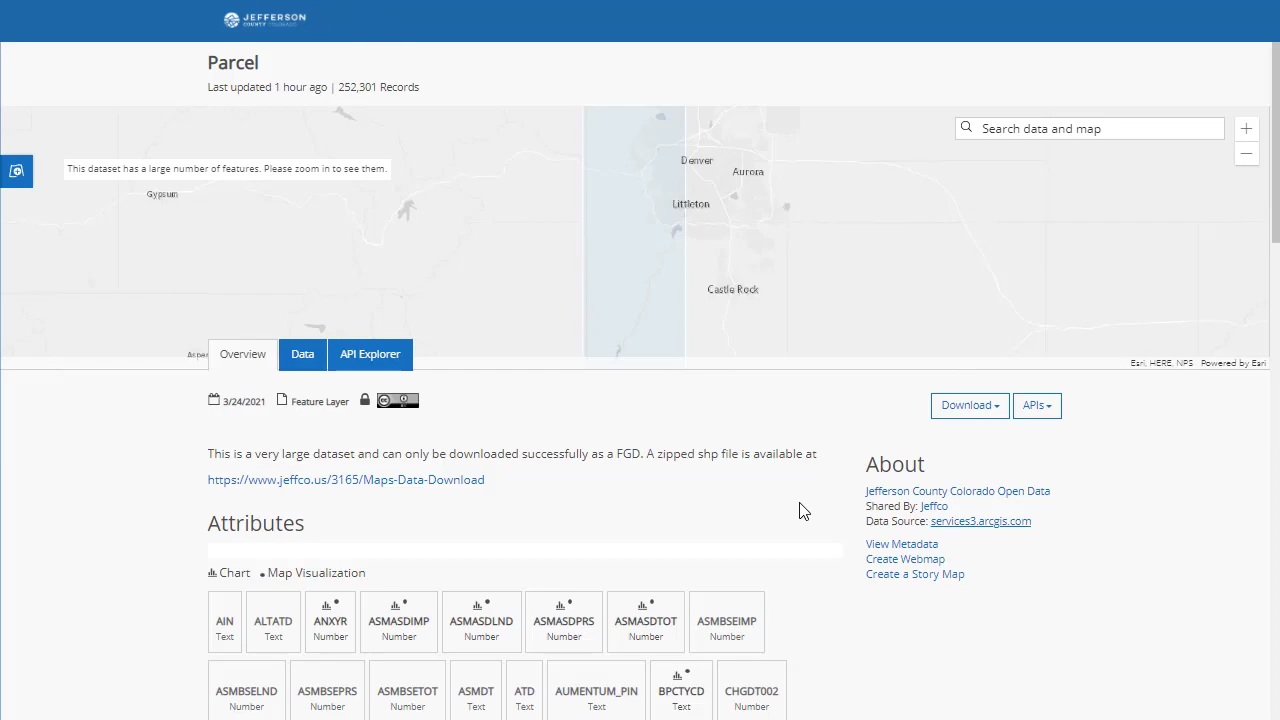 JEFFERSON
COUNTY COLORADO
Parcel
Last updated 1 hour ago | 252,301 Records
Search data and map
This dataset has a large number of features. Please zoom in to see them.
Denver
Aurora
Gypsum
Littleton
Castle Rock
Aspen
Esri, HERE, NPS Powered by Esri
Overview Data API Explorer
3/24/2021 Feature Layer
Download APIs
This is a very large dataset and can only be downloaded successfully as a FGD. A zipped shp file is available at
https://www.jeffco.us/3165/Maps-Data-Download
About
Jefferson County Colorado Open Data
Shared By: Jeffco
Data Source: services3.arcgis.com
View Metadata
Create Webmap
Create a Story Map
Attributes
Chart Map Visualization
AIN ALTATD ANXYR ASMASDIMP ASMASDLND ASMASDPRS ASMASDTOT ASMBSEIMP
Text Text Number Number Number Number Number Number
ASMBSELND ASMBSEPRS ASMBSETOT ASMDT ATD AUMENTUM_PIN BPCTYCD CHGDT002
Number Number Number Text Text Text Text Number